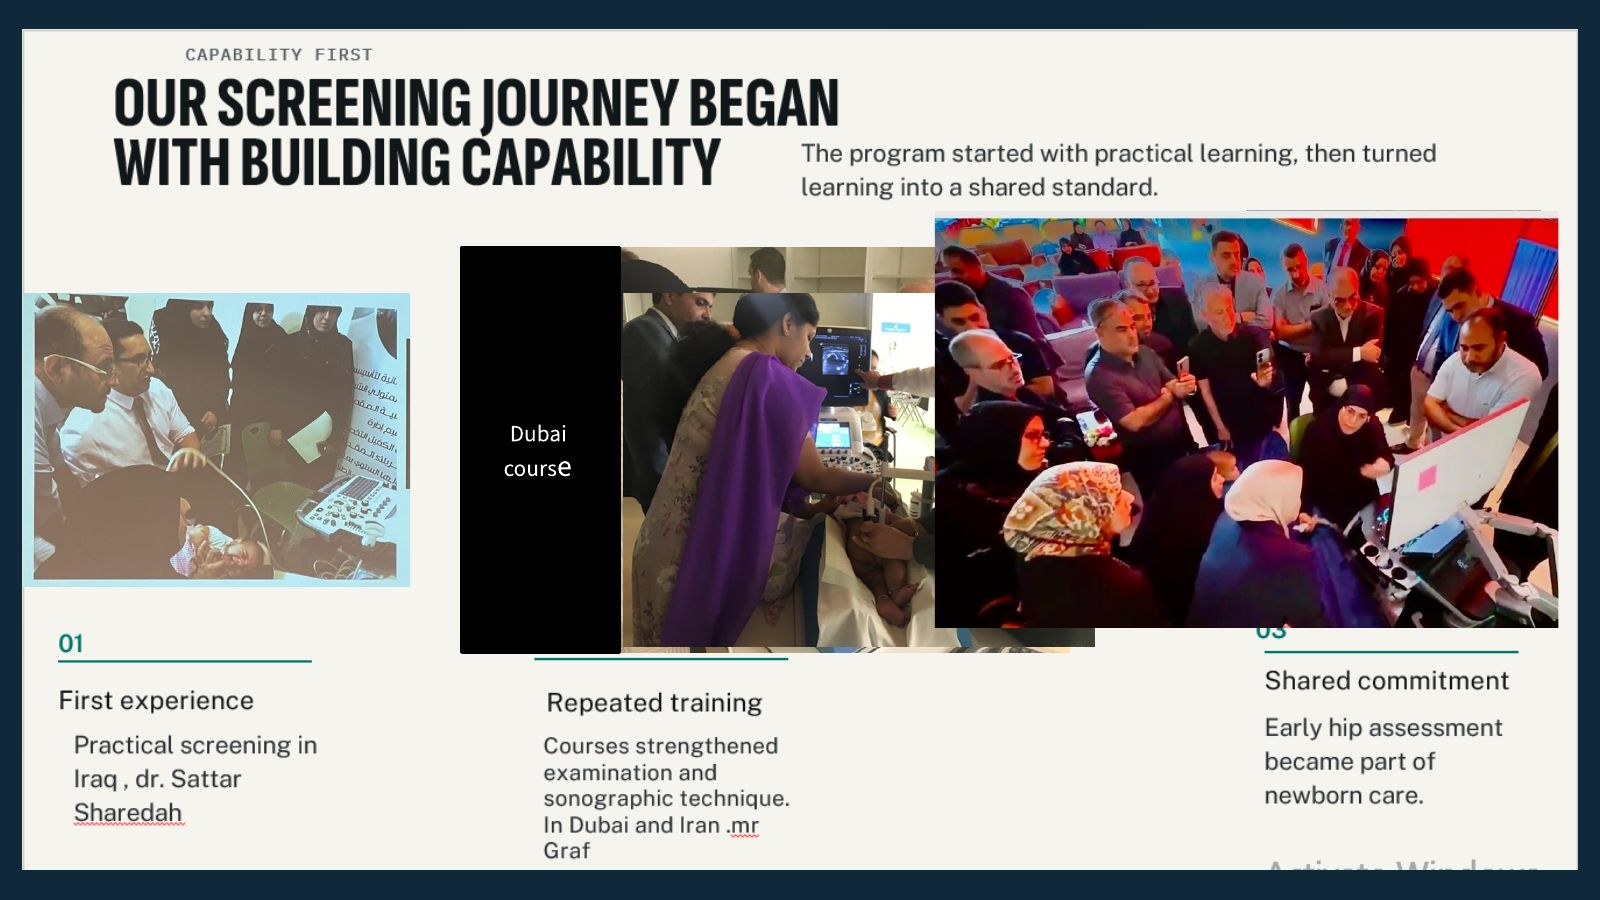 CAPABILITY FIRST
OUR SCREENING JOURNEY BEGAN
WITH BUILDING CAPABILITY
The program started with practical learning, then turned
learning into a shared standard.
Dubai
course
01
First experience
Practical screening in
Iraq , dr. Sattar
Sharedah
Repeated training
Courses strengthened
examination and
sonographic technique.
In Dubai and Iran .mr
Graf
03
Shared commitment
Early hip assessment
became part of
newborn care.
Activate Windows